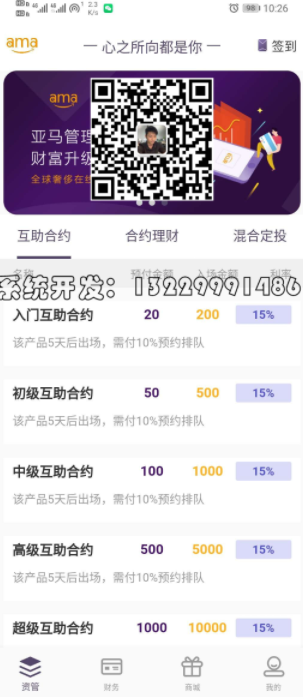 10:26
ama
一 心之所向都是你 一
签到
ama
亚马管理
财富升级
全球奢侈在线
互助合约 合约理财 混合定投
名称 预付金额 入场金额 利率
系统开发：13229991486
入门互助合约 20 200 15%
该产品5天后出场，需付10%预约排队
初级互助合约 50 500 15%
该产品5天后出场，需付10%预约排队
中级互助合约 100 1000 15%
该产品5天后出场，需付10%预约排队
高级互助合约 500 5000 15%
该产品5天后出场，需付10%预约排队
超级互助合约 1000 10000 15%
资管 财务 商城 我的